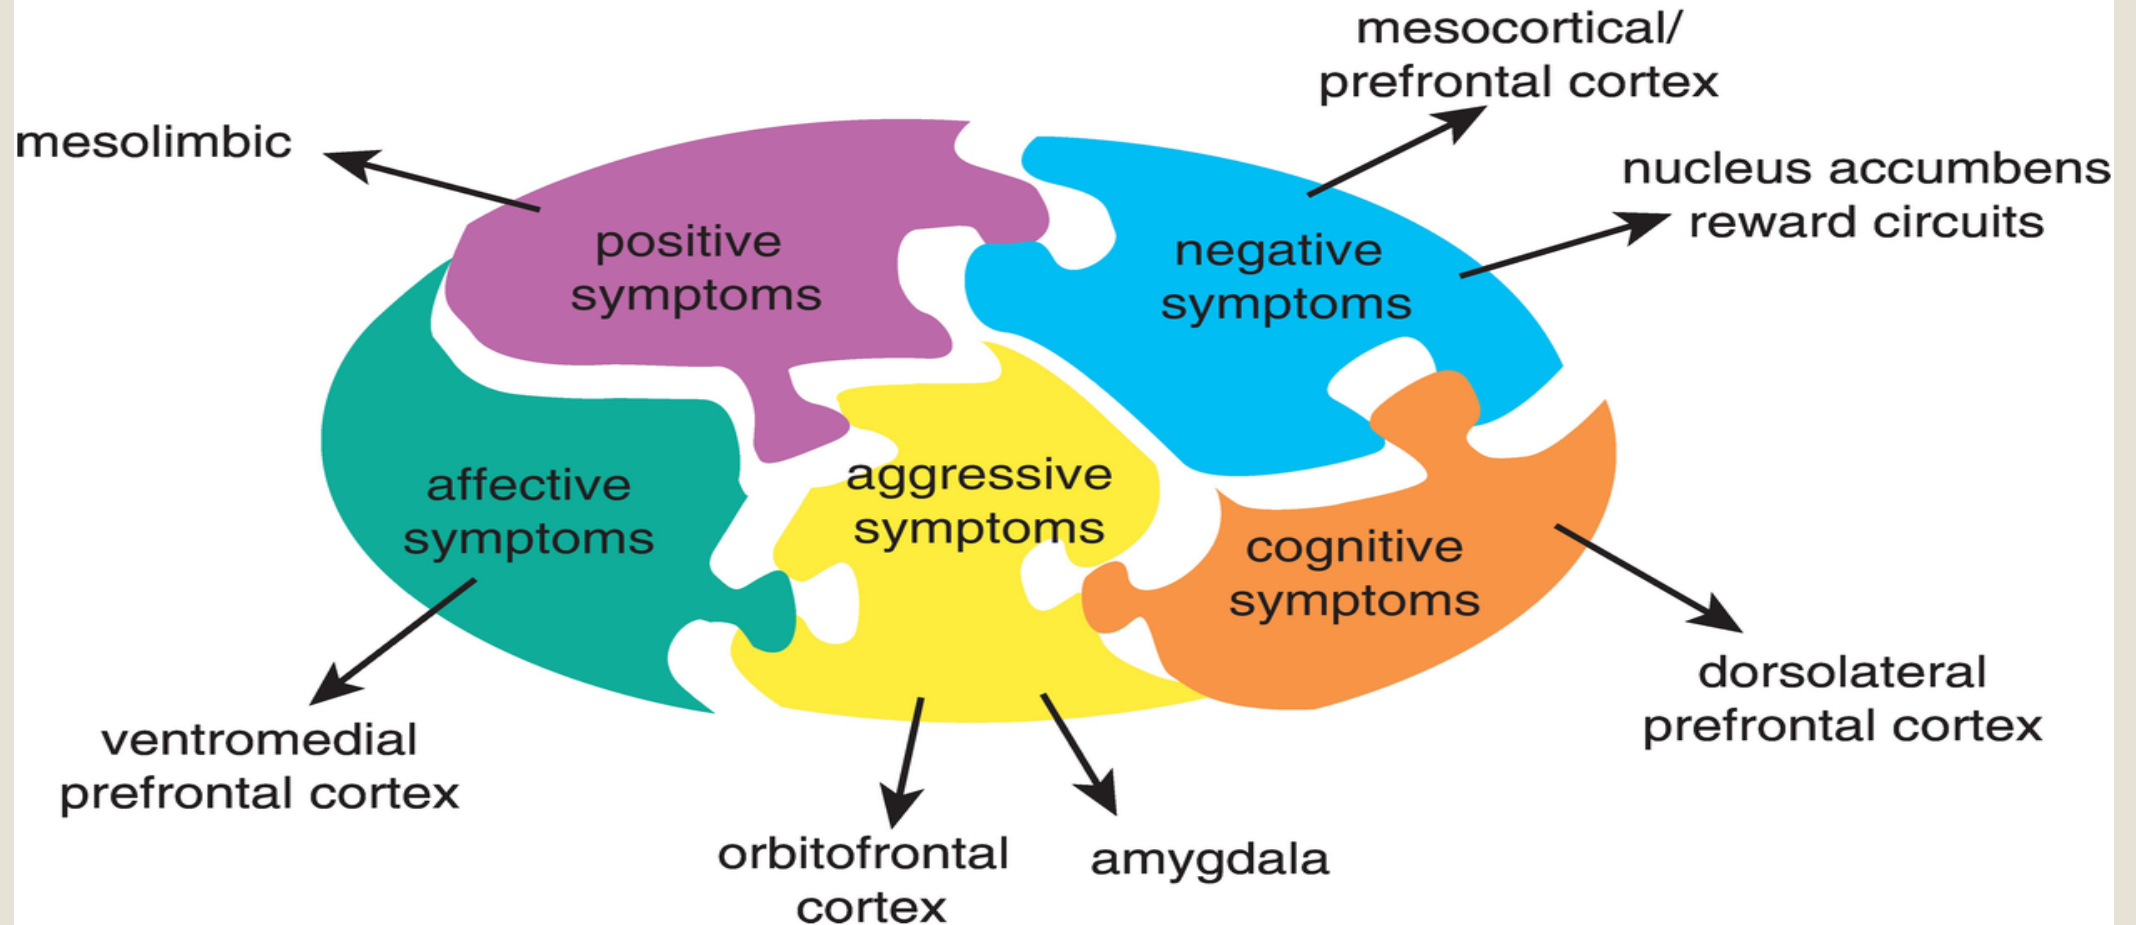 mesocortical/
prefrontal cortex
mesolimbic
nucleus accumbens
reward circuits
positive
symptoms
negative
symptoms
affective
symptoms
aggressive
symptoms
cognitive
symptoms
dorsolateral
prefrontal cortex
ventromedial
prefrontal cortex
orbitofrontal
cortex
amygdala